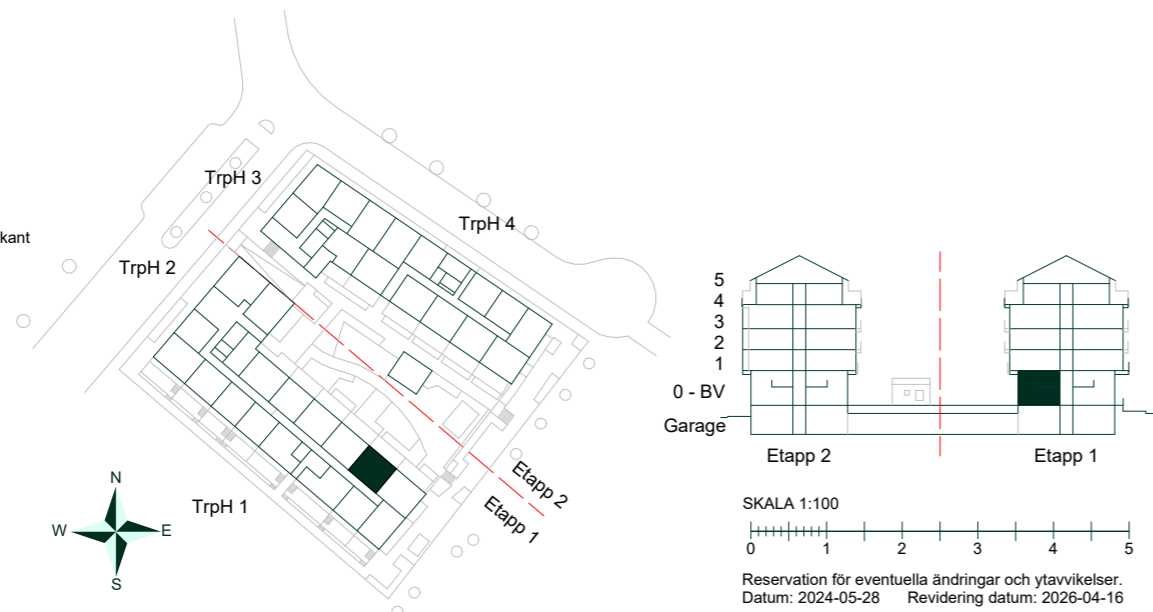 TrpH 3
TrpH 4
kant
TrpH 2
TrpH 1
Etapp 2
Etapp 1
N
W
E
S
5
4
3
2
1
0 - BV
Garage
Etapp 2
Etapp 1
SKALA 1:100
0 1 2 3 4 5
Reservation för eventuella ändringar och ytavvikelser.
Datum: 2024-05-28 Revidering datum: 2026-04-16